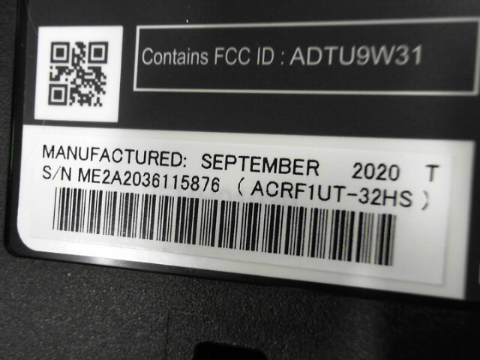 Contains FCC ID : ADTU9W31
MANUFACTURED: SEPTEMBER 2020 T
S/N ME2A2036115876 ( ACRF1UT-32HS )